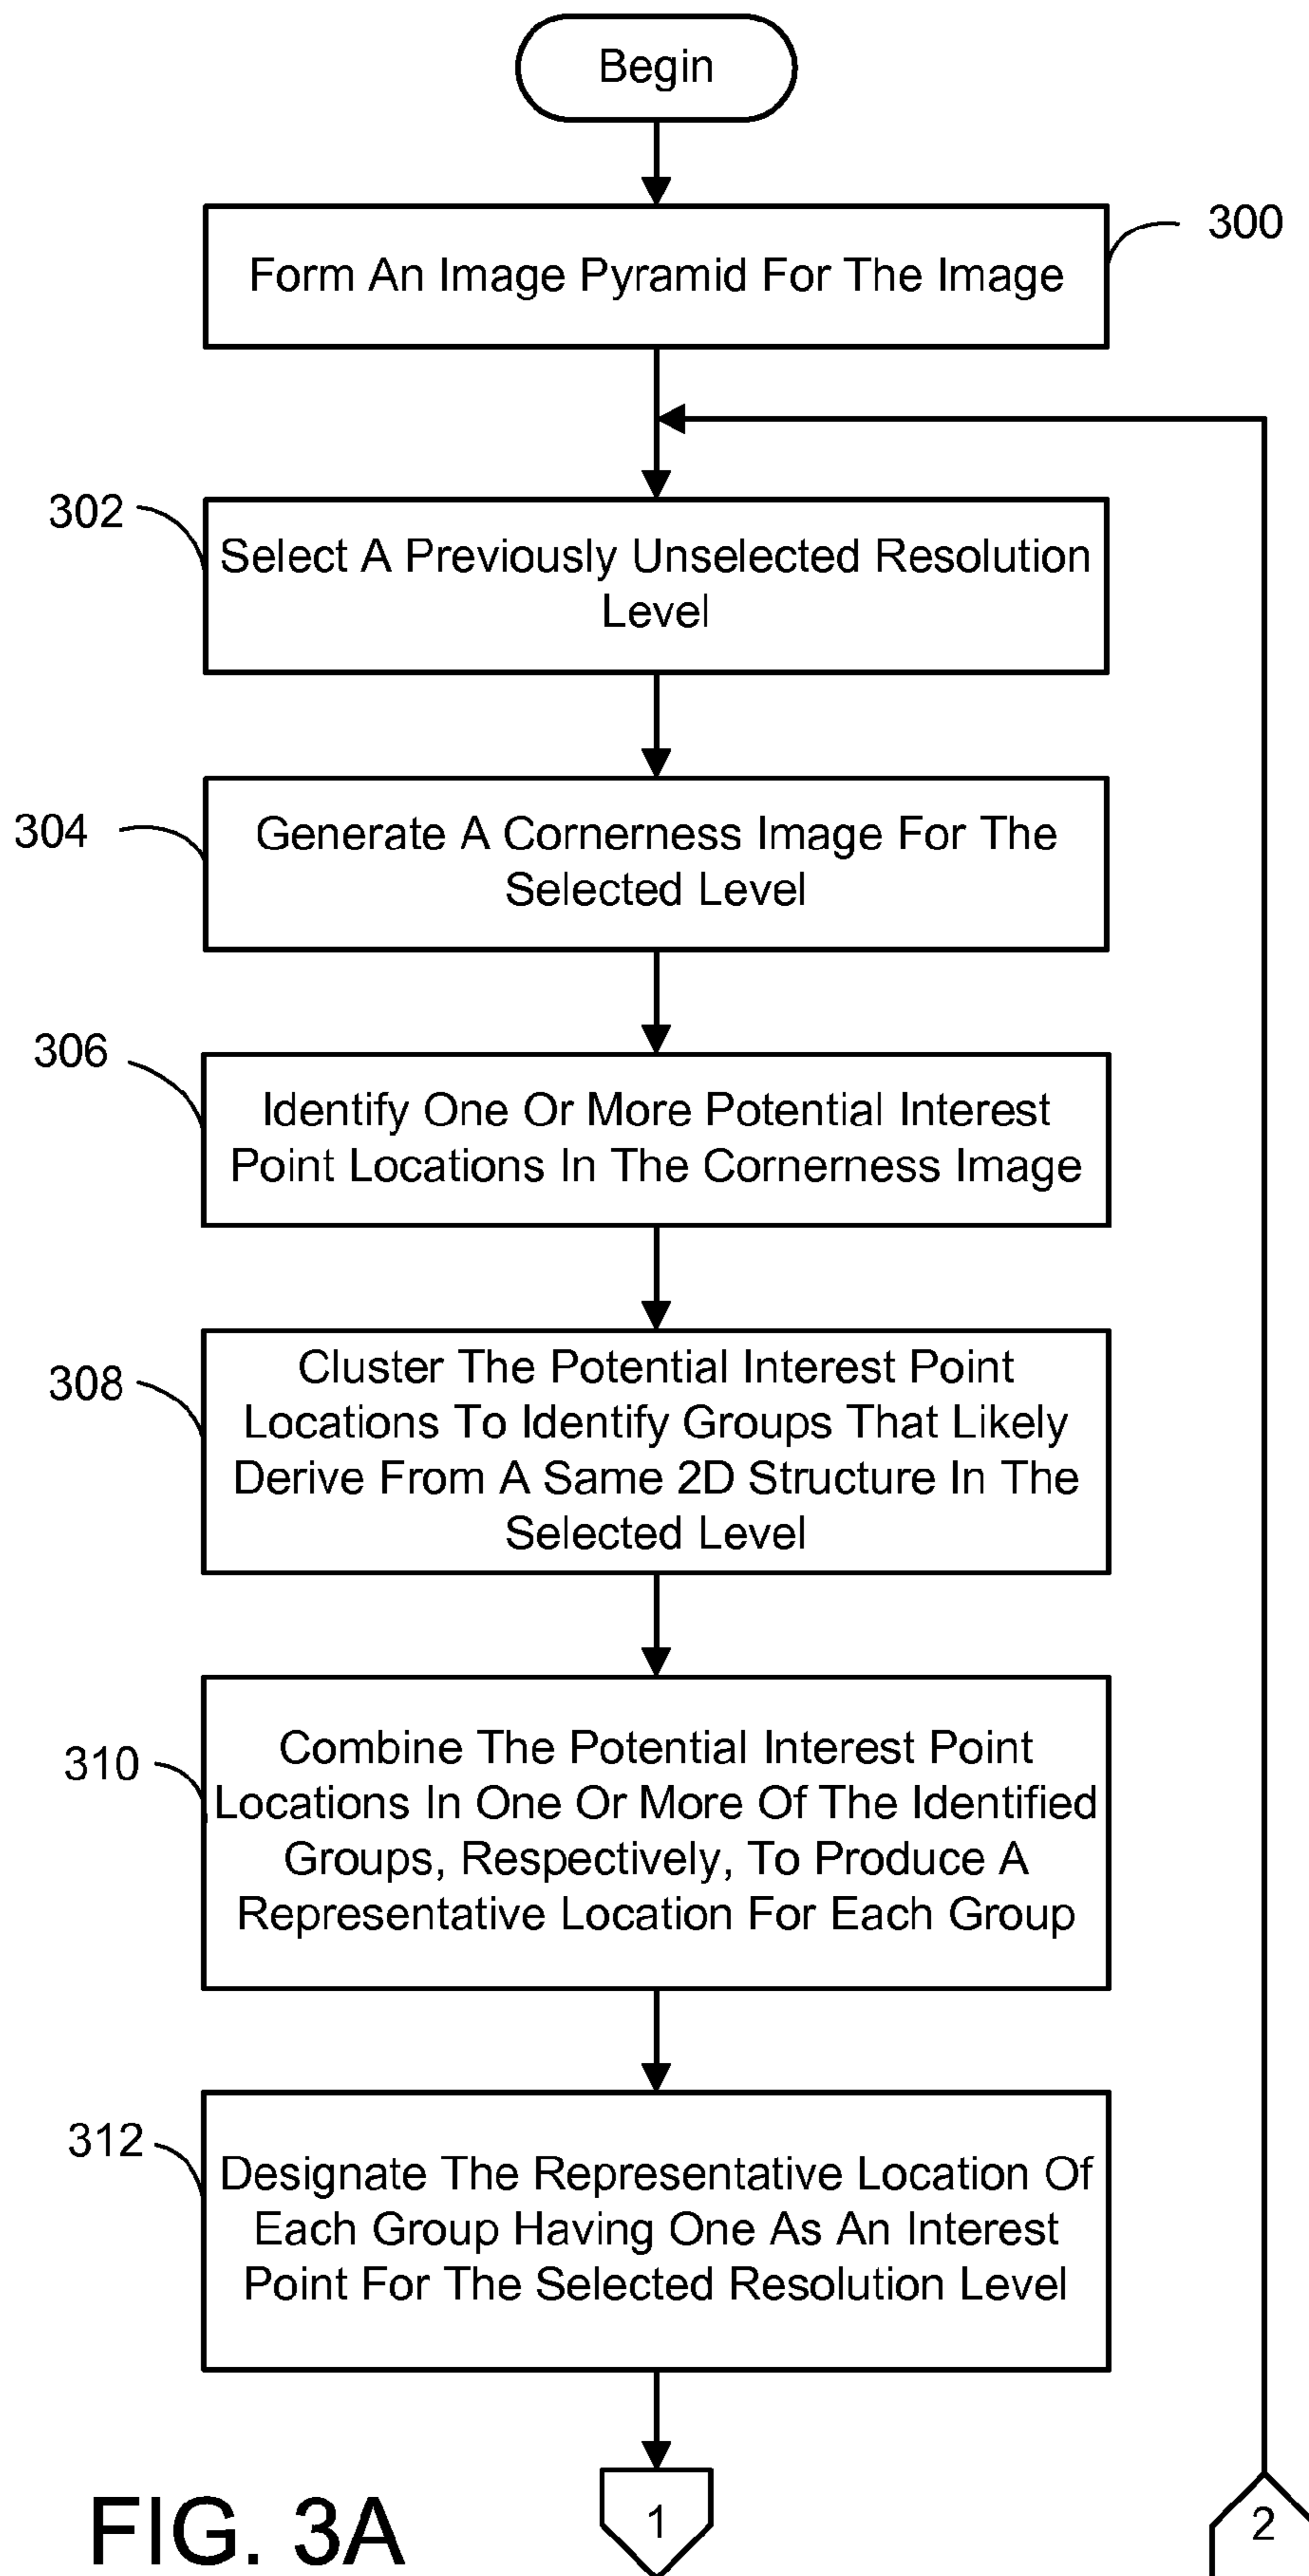 Begin
300
Form An Image Pyramid For The Image
302
Select A Previously Unselected Resolution
Level
304
Generate A Cornerness Image For The
Selected Level
306
Identify One Or More Potential Interest
Point Locations In The Cornerness Image
308
Cluster The Potential Interest Point
Locations To Identify Groups That Likely
Derive From A Same 2D Structure In The
Selected Level
310
Combine The Potential Interest Point
Locations In One Or More Of The Identified
Groups, Respectively, To Produce A
Representative Location For Each Group
312
Designate The Representative Location Of
Each Group Having One As An Interest
Point For The Selected Resolution Level
FIG. 3A
1
2